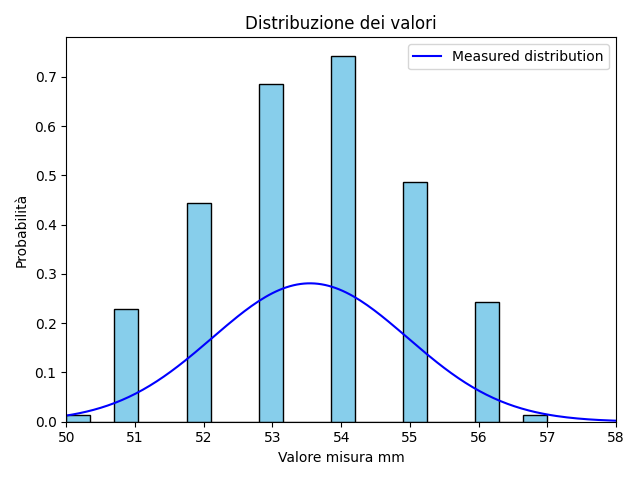 Distribuzione dei valori
Measured distribution
Probabilità
0.7
0.6
0.5
0.4
0.3
0.2
0.1
0.0
50 51 52 53 54 55 56 57 58
Valore misura mm